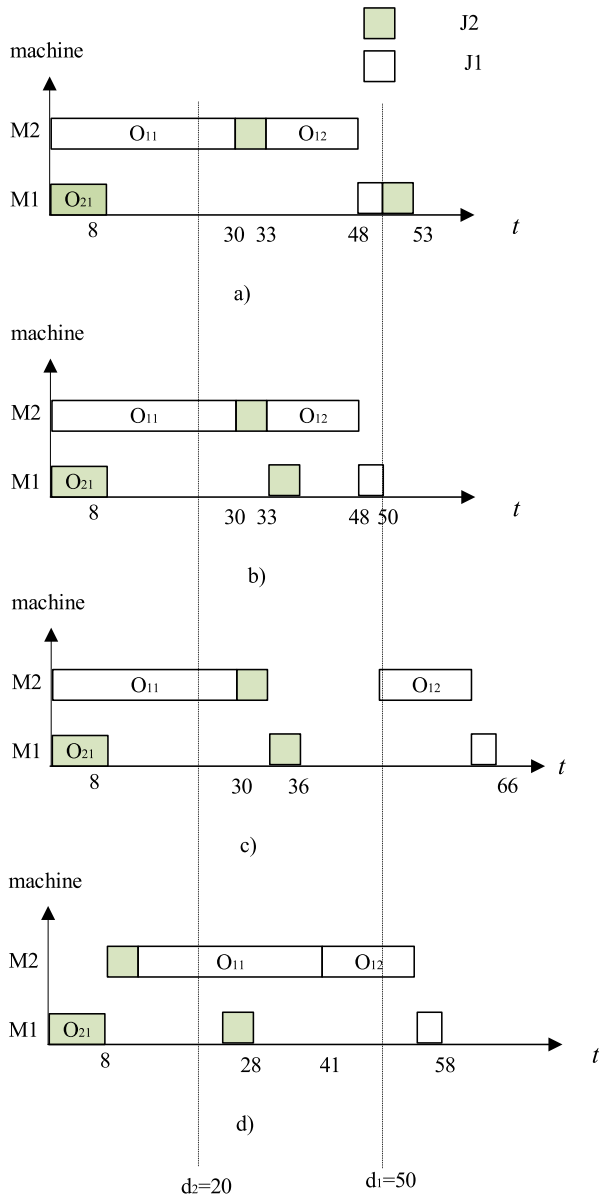 J2
machine
J1
M2 O11 O12
M1 O21
8 30 33 48 53 t
a)
machine
M2 O11 O12
M1 O21
8 30 33 48 50 t
b)
machine
M2 O11 O12
M1 O21 t
8 30 36 66
c)
machine
M2 O11 O12
M1 O21
8 28 41 58 t
d)
d2=20 d1=50